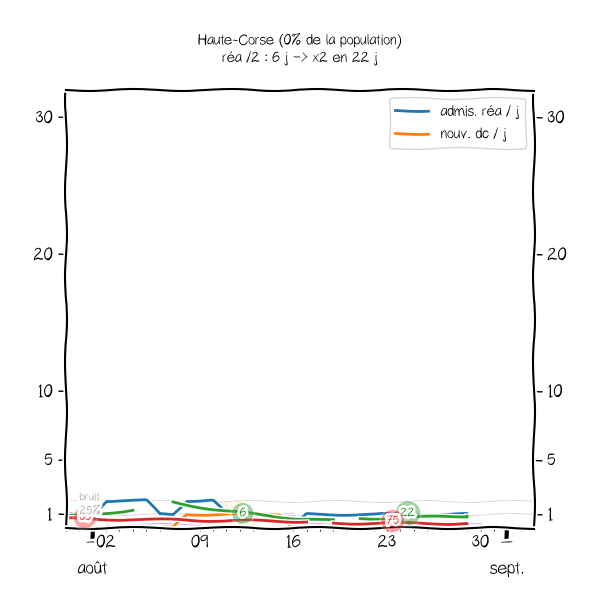 Haute-Corse (0% de la population)
réa /2 : 6 j -> x2 en 22 j
admis. réa / j
nouv. dc / j
30 30
20 20
10 10
5 5
bruit
25%
6
22
75
1 1
02 09 16 23 30
août sept.